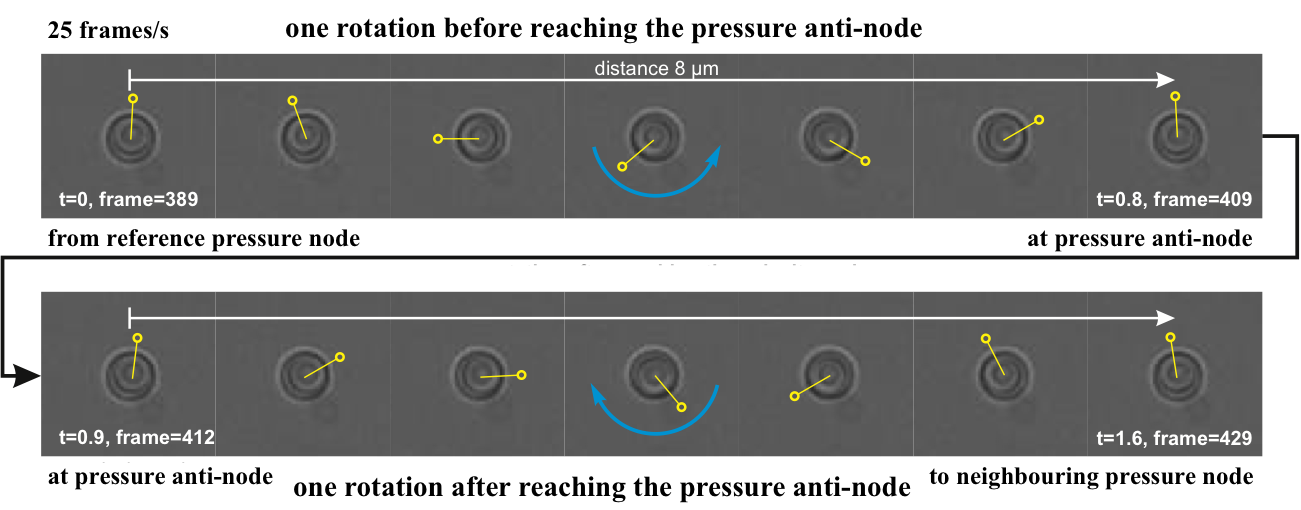 25 frames/s
one rotation before reaching the pressure anti-node
distance 8 µm
t=0, frame=389
t=0.8, frame=409
from reference pressure node
at pressure anti-node
t=0.9, frame=412
t=1.6, frame=429
at pressure anti-node
one rotation after reaching the pressure anti-node
to neighbouring pressure node